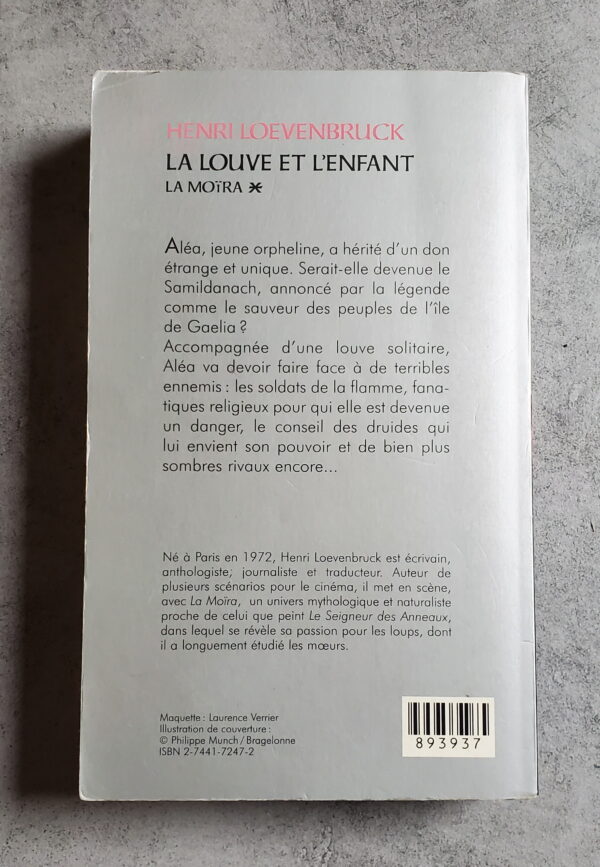 HENRI LOEVENBRUCK
LA LOUVE ET L'ENFANT
LA MOÏRA *
Aléa, jeune orpheline, a hérité d'un don
étrange et unique. Serait-elle devenue le
Samildanach, annoncé par la légende
comme le sauveur des peuples de l'île
de Gaelia ?
Accompagnée d'une louve solitaire,
Aléa va devoir faire face à de terribles
ennemis : les soldats de la flamme, fana-
tiques religieux pour qui elle est devenue
un danger, le conseil des druides qui
lui envient son pouvoir et de bien plus
sombres rivaux encore...
Né à Paris en 1972, Henri Loevenbruck est écrivain,
anthologiste; journaliste et traducteur. Auteur de
plusieurs scénarios pour le cinéma, il met en scène,
avec La Moïra, un univers mythologique et naturaliste
proche de celui que peint Le Seigneur des Anneaux,
dans lequel se révèle sa passion pour les loups, dont
il a longuement étudié les mœurs.
Maquette : Laurence Verrier
Illustration de couverture :
© Philippe Munch / Bragelonne
ISBN 2-7441-7247-2
893937